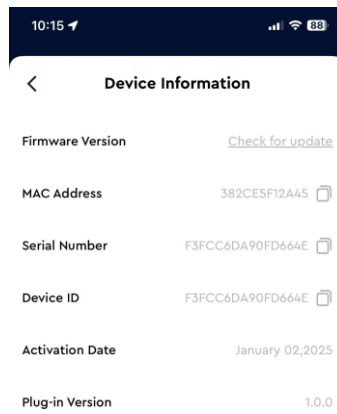 10:15
88
Device Information
Firmware Version Check for update
MAC Address 382CE5F12A45
Serial Number F3FCC6DA90FD664E
Device ID F3FCC6DA90FD664E
Activation Date January 02,2025
Plug-in Version 1.0.0